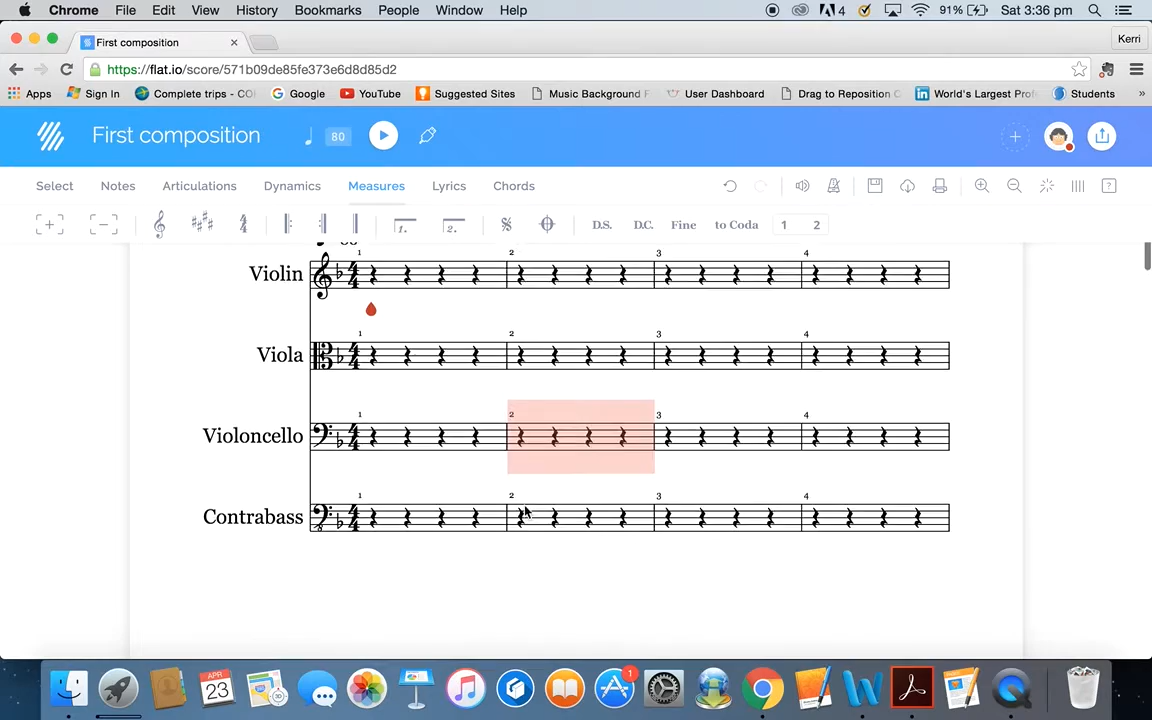 Chrome File Edit View History Bookmarks People Window Help 4 91% Sat 3:36 pm
First composition Kerri
https://flat.io/score/571b09de85fe373e6d8d85d2
Apps Sign In Complete trips - CO Google YouTube Suggested Sites Music Background F User Dashboard Drag to Reposition C World's Largest Prof Students »
First composition 80
Select Notes Articulations Dynamics Measures Lyrics Chords
1. 2. D.S. D.C. Fine to Coda 1 2
1 2 3 4
Violin
1 2 3 4
Viola
1 2 3 4
Violoncello
1 2 3 4
Contrabass
APR 23 1